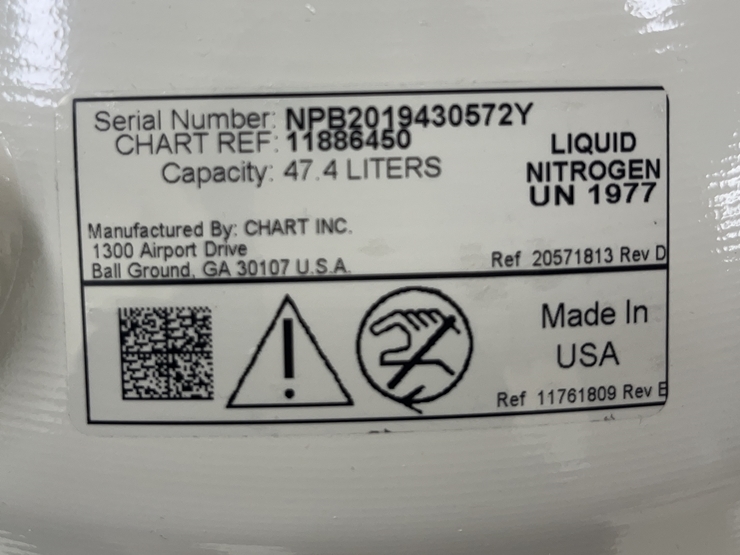 Serial Number: NPB2019430572Y
CHART REF: 11886450
Capacity: 47.4 LITERS
LIQUID
NITROGEN
UN 1977
Manufactured By: CHART INC.
1300 Airport Drive
Ball Ground, GA 30107 U.S.A.
Ref 20571813 Rev D
Made In
USA
Ref 11761809 Rev E